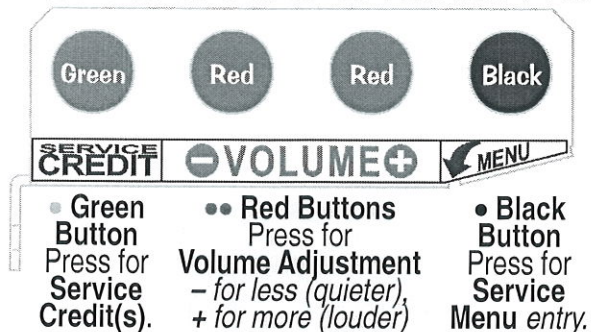 Green Red Red Black
SERVICE
CREDIT
⊖VOLUME⊕
MENU
• Green
Button
Press for
Service
Credit(s).
•• Red Buttons
Press for
Volume Adjustment
– for less (quieter),
+ for more (louder)
• Black
Button
Press for
Service
Menu entry.